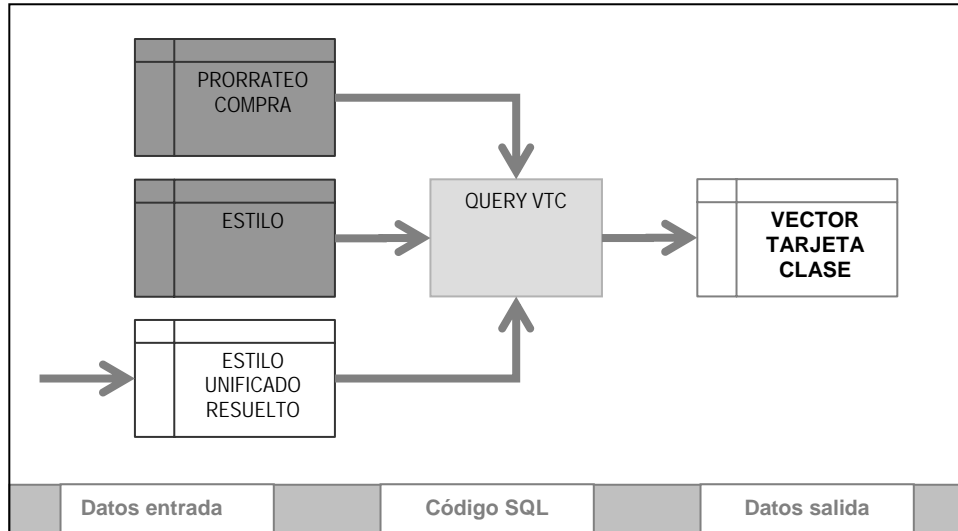 PRORRATEO
COMPRA
ESTILO
QUERY VTC
VECTOR
TARJETA
CLASE
ESTILO
UNIFICADO
RESUELTO
Datos entrada
Código SQL
Datos salida